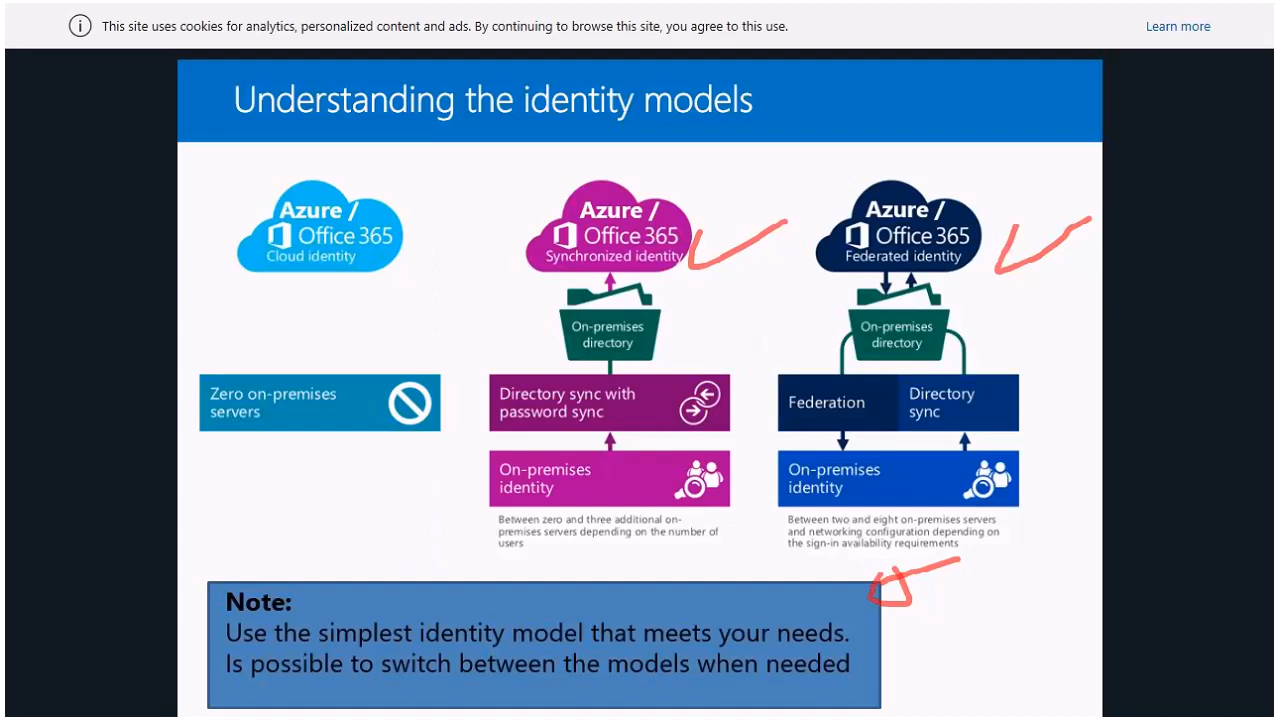 This site uses cookies for analytics, personalized content and ads. By continuing to browse this site, you agree to this use.
Learn more
Understanding the identity models
Azure /
Office 365
Cloud identity
Zero on-premises
servers
Azure /
Office 365
Synchronized identity
On-premises
directory
Directory sync with
password sync
On-premises
identity
Between zero and three additional on-
premises servers depending on the number of
users
Azure /
Office 365
Federated identity
On-premises
directory
Federation
Directory
sync
On-premises
identity
Between two and eight on-premises servers
and networking configuration depending on
the sign-in availability requirements
Note:
Use the simplest identity model that meets your needs.
Is possible to switch between the models when needed